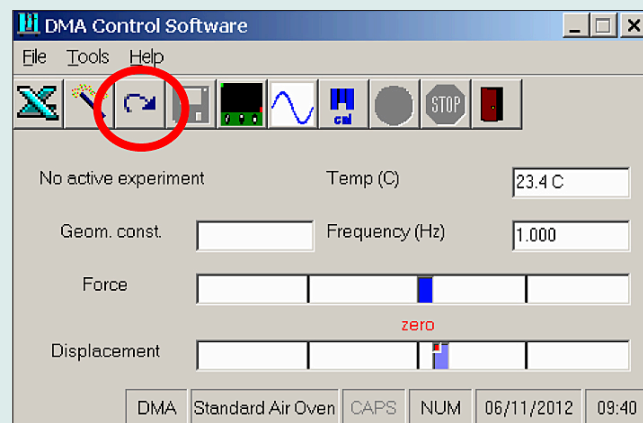 DMA Control Software
File Tools Help
cal
STOP
No active experiment
Temp (C)
23.4 C
Geom. const.
Frequency (Hz)
1.000
Force
zero
Displacement
DMA
Standard Air Oven
CAPS
NUM
06/11/2012
09:40